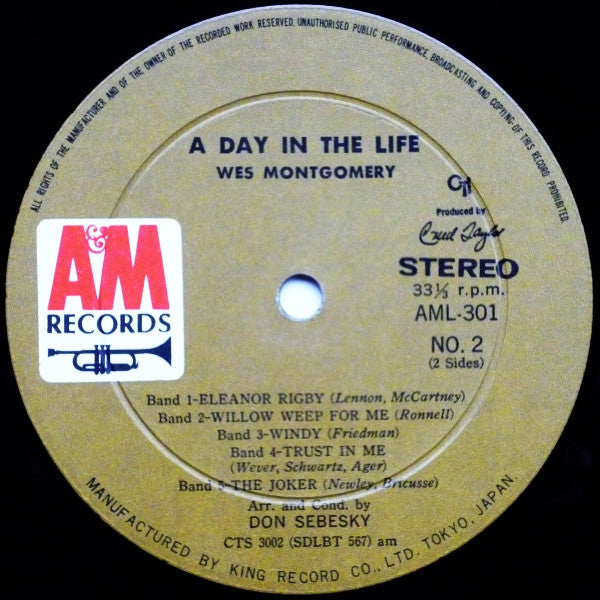 ALL RIGHTS OF THE MANUFACTURER AND OF THE OWNER OF THE RECORDED WORK RESERVED. UNAUTHORISED PUBLIC PERFORMANCE, BROADCASTING AND COPYING OF THIS RECORD PROHIBITED.
A DAY IN THE LIFE
WES MONTGOMERY
CTI
Produced by
Creed Taylor
STEREO
33⅓ r.p.m.
AML-301
NO. 2
(2 Sides)
A&M
RECORDS
Band 1-ELEANOR RIGBY (Lennon, McCartney)
Band 2-WILLOW WEEP FOR ME (Ronnell)
Band 3-WINDY (Friedman)
Band 4-TRUST IN ME
(Wever, Schwartz, Ager)
Band 5-THE JOKER (Newley, Bricusse)
Arr. and Cond. by
DON SEBESKY
CTS 3002 (SDLBT 567) am
MANUFACTURED BY KING RECORD CO., LTD. TOKYO, JAPAN.